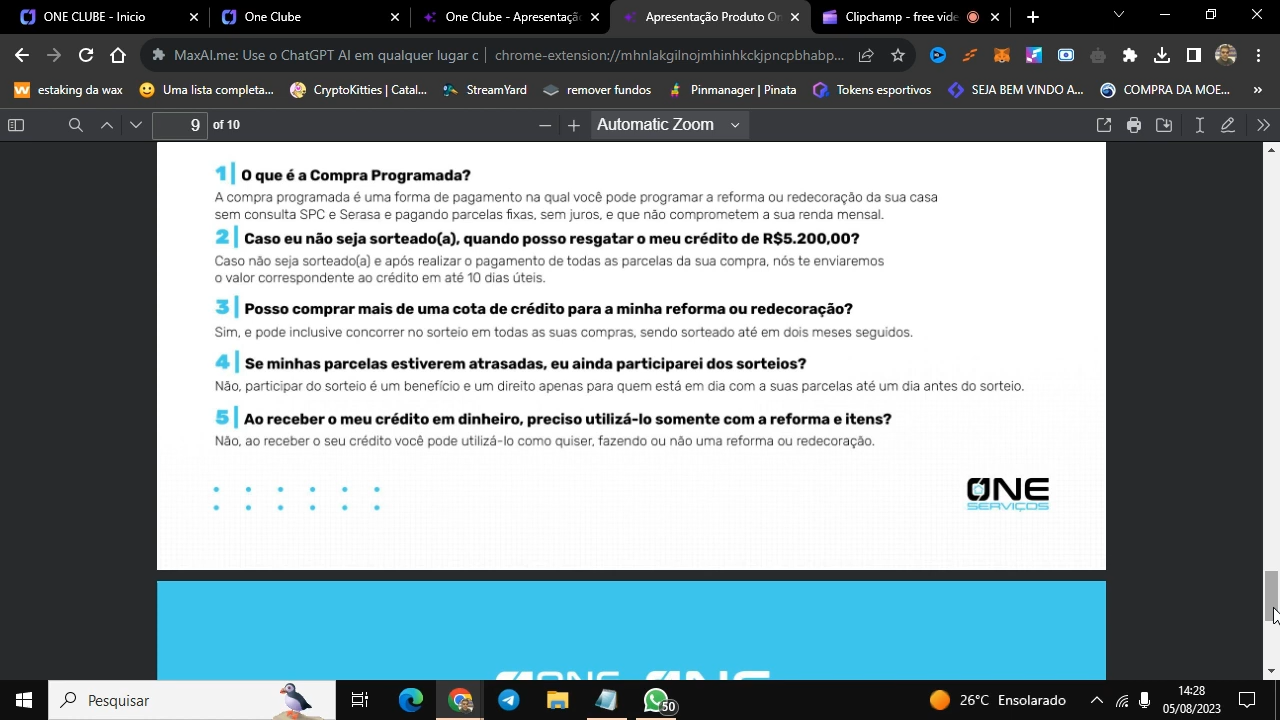 ONE CLUBE - Inicio
One Clube
One Clube - Apresentaçã
Apresentação Produto On
Clipchamp - free vide
MaxAI.me: Use o ChatGPT AI em qualquer lugar c
chrome-extension://mhnlakgilnojmhinhkckjpncpbhabp...
estaking da wax
Uma lista completa...
CryptoKitties | Catal...
StreamYard
remover fundos
Pinmanager | Pinata
Tokens esportivos
SEJA BEM VINDO A...
COMPRA DA MOE...
9 of 10
Automatic Zoom
1 O que é a Compra Programada?
A compra programada é uma forma de pagamento na qual você pode programar a reforma ou redecoração da sua casa
sem consulta SPC e Serasa e pagando parcelas fixas, sem juros, e que não comprometem a sua renda mensal.
2 Caso eu não seja sorteado(a), quando posso resgatar o meu crédito de R$5.200,00?
Caso não seja sorteado(a) e após realizar o pagamento de todas as parcelas da sua compra, nós te enviaremos
o valor correspondente ao crédito em até 10 dias úteis.
3 Posso comprar mais de uma cota de crédito para a minha reforma ou redecoração?
Sim, e pode inclusive concorrer no sorteio em todas as suas compras, sendo sorteado até em dois meses seguidos.
4 Se minhas parcelas estiverem atrasadas, eu ainda participarei dos sorteios?
Não, participar do sorteio é um benefício e um direito apenas para quem está em dia com a suas parcelas até um dia antes do sorteio.
5 Ao receber o meu crédito em dinheiro, preciso utilizá-lo somente com a reforma e itens?
Não, ao receber o seu crédito você pode utilizá-lo como quiser, fazendo ou não uma reforma ou redecoração.
ONE
SERVIÇOS
Pesquisar
50
26°C Ensolarado
14:28
05/08/2023